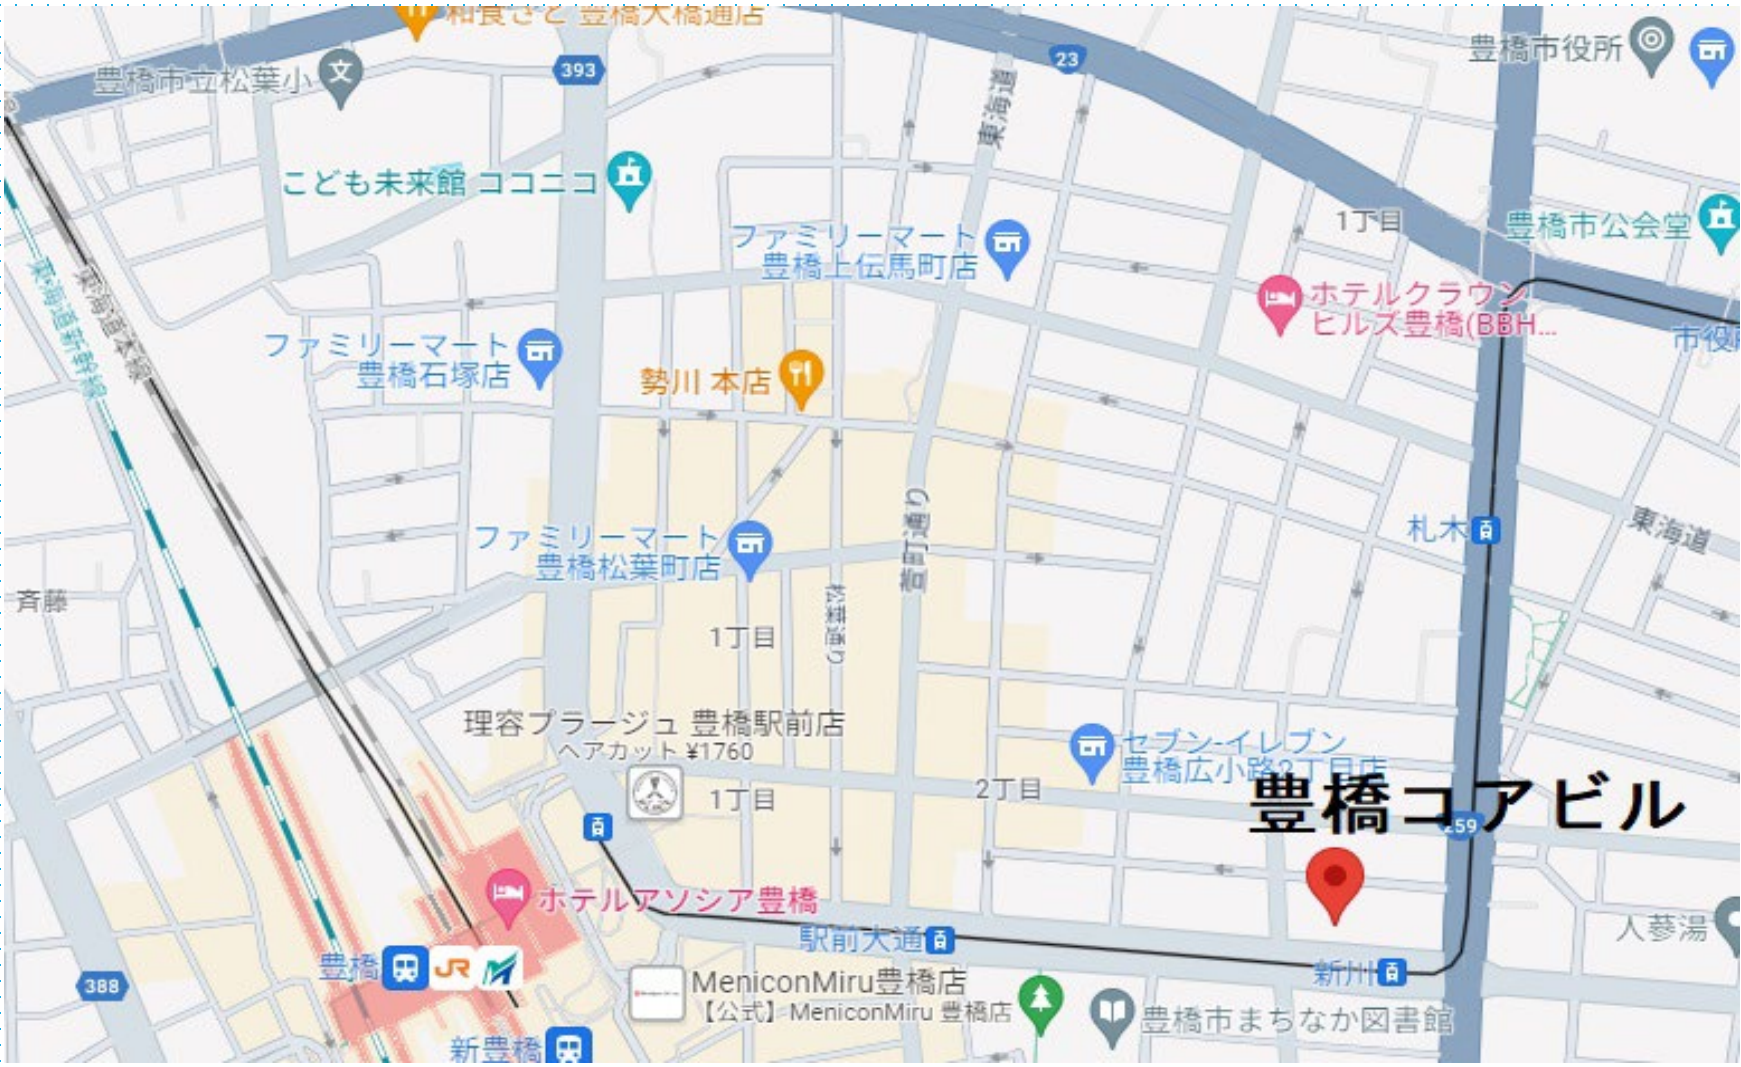 和食さと 豊橋大橋通店
393
23
豊橋市役所
豊橋市立松葉小
文
東海道
こども未来館 ココニコ
1丁目
豊橋市公会堂
ファミリーマート
豊橋上伝馬町店
ホテルクラウン
ヒルズ豊橋(BBH...
東海道新幹線
東海道本線
市役所
ファミリーマート
豊橋石塚店
勢川 本店
萱町通り
札木
東海道
ファミリーマート
豊橋松葉町店
斉藤
1丁目
松葉通り
理容プラージュ 豊橋駅前店
ヘアカット ¥1760
セブン-イレブン
豊橋広小路2丁目店
1丁目
2丁目
豊橋コアビル
259
ホテルアソシア豊橋
人蔘湯
駅前大通
豊橋
JR
新川
388
MeniconMiru豊橋店
【公式】MeniconMiru 豊橋店
豊橋市まちなか図書館
新豊橋